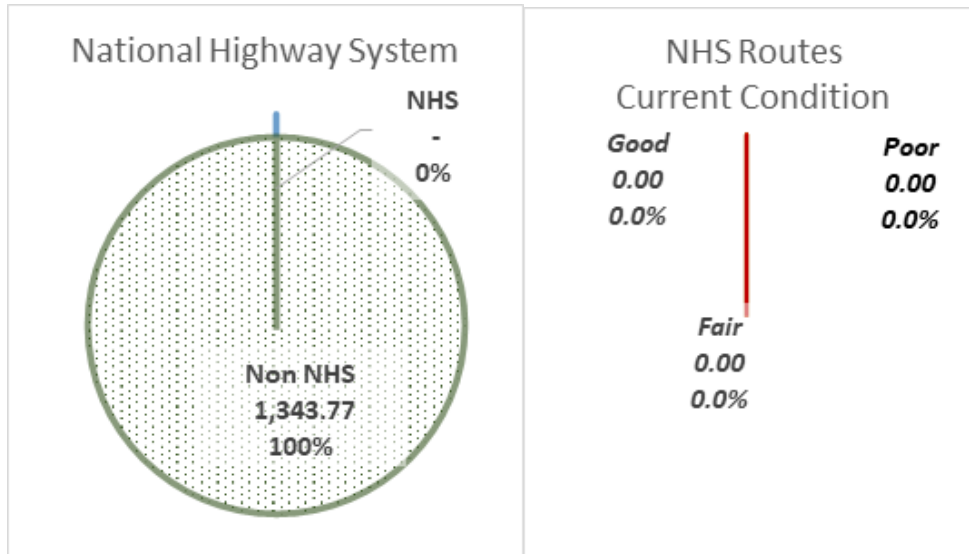 National Highway System
NHS
-
0%
Non NHS
1,343.77
100%
NHS Routes
Current Condition
Good
0.00
0.0%
Poor
0.00
0.0%
Fair
0.00
0.0%